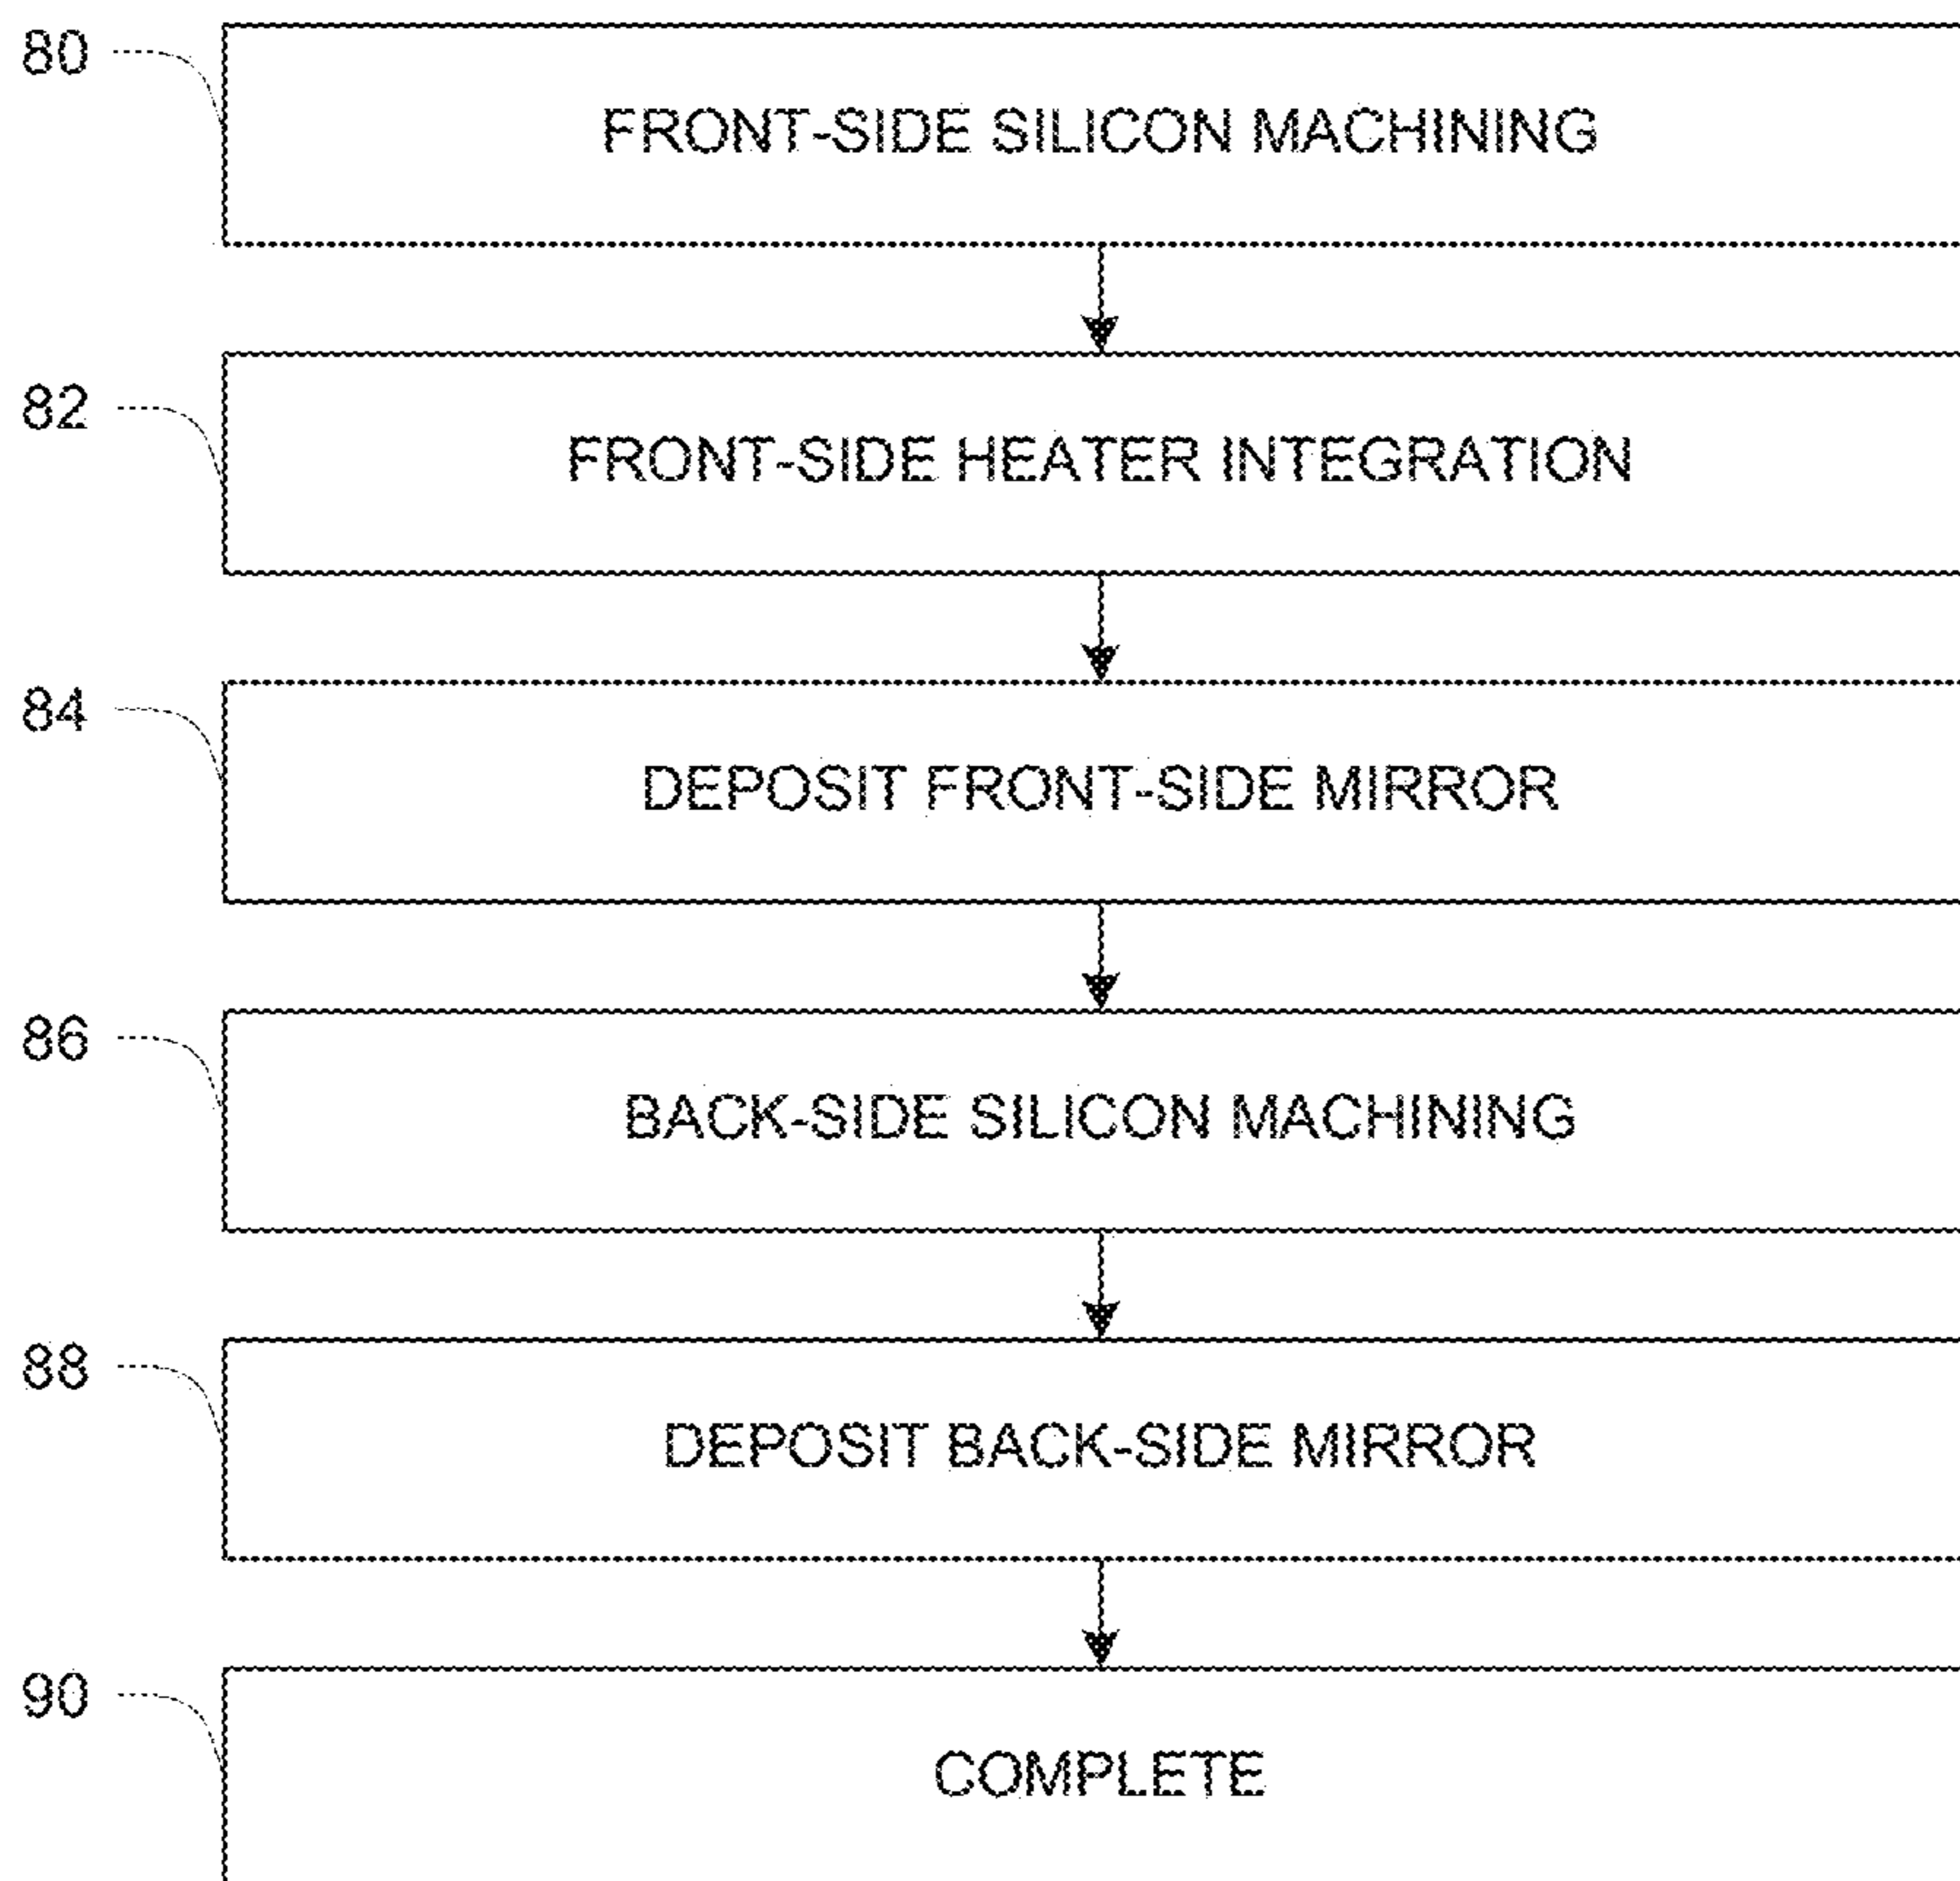 80
FRONT-SIDE SILICON MACHINING
82
FRONT-SIDE HEATER INTEGRATION
84
DEPOSIT FRONT-SIDE MIRROR
86
BACK-SIDE SILICON MACHINING
88
DEPOSIT BACK-SIDE MIRROR
90
COMPLETE